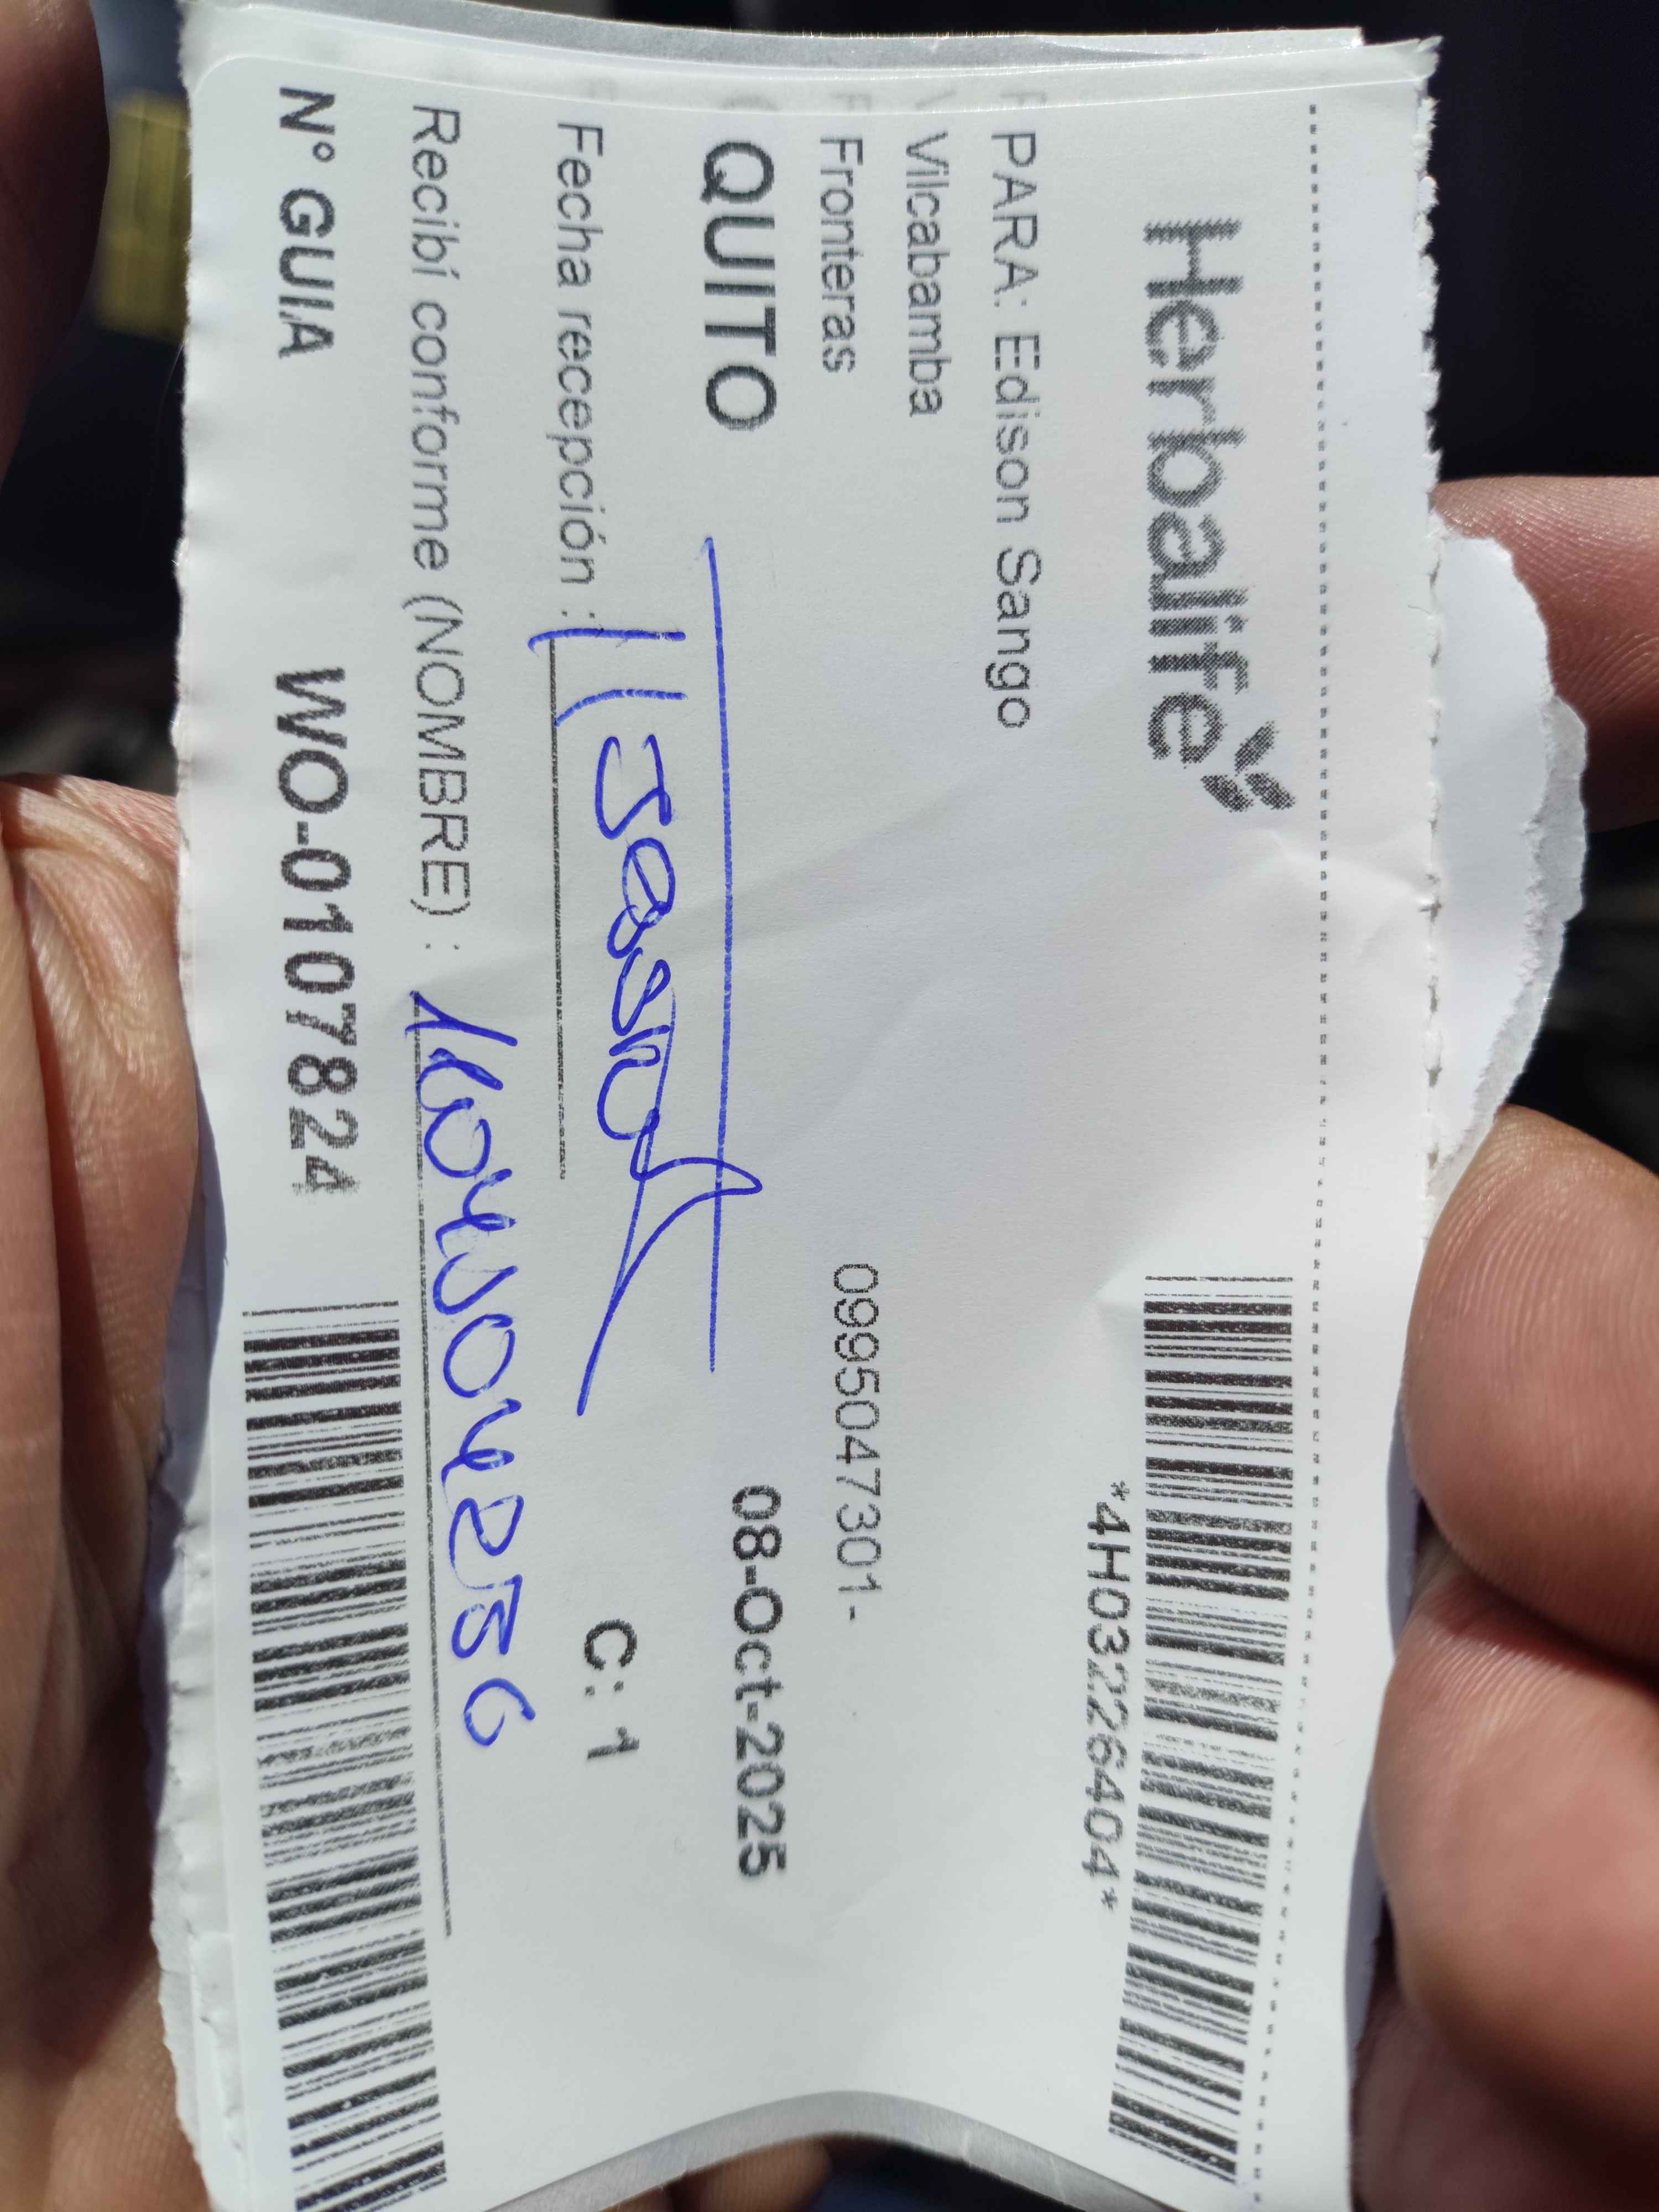 Herbalife
*4H03226404*
PARA: Edison Sango
Vilcabamba
Fronteras 0995047301 -
QUITO 08-Oct-2025
Fecha recepción : C: 1
Recibí conforme (NOMBRE) :
Nº GUIA WO-0107824